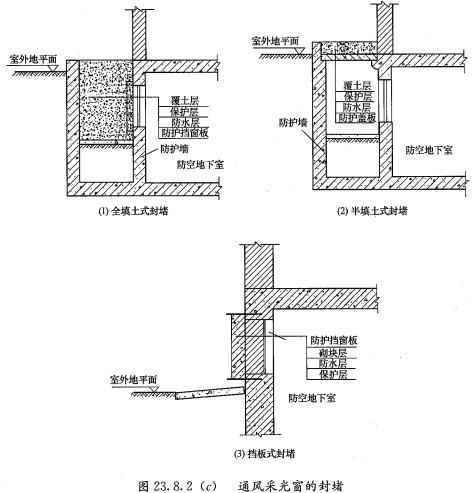 室外地平面
覆土层
保护层
防水层
防护挡窗板
防护墙
防空地下室
(1) 全填土式封堵
室外地平面
覆土层
保护层
防水层
防护盖板
防护墙
防空地下室
(2) 半填土式封堵
防护挡窗板
砌块层
防水层
保护层
室外地平面
防空地下室
(3) 挡板式封堵
图 23.8.2 (c) 通风采光窗的封堵